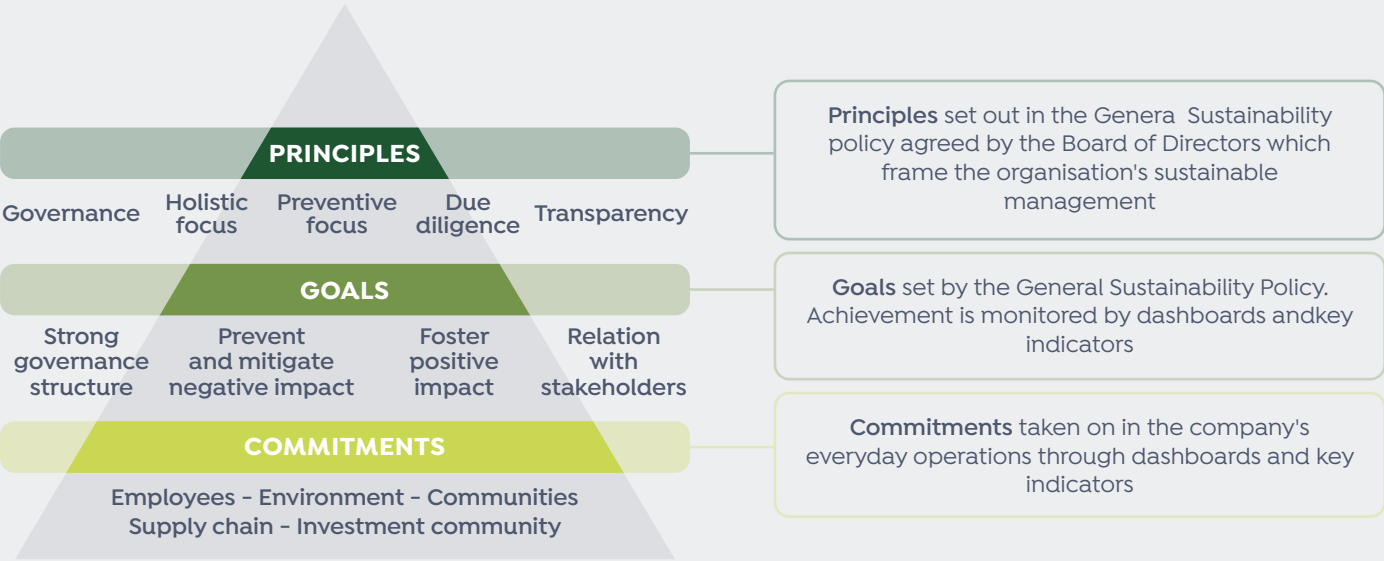 PRINCIPLES
Governance
Holistic
focus
Preventive
focus
Due
diligence
Transparency
Principles set out in the Genera Sustainability
policy agreed by the Board of Directors which
frame the organisation's sustainable
management
GOALS
Strong
governance
structure
Prevent
and mitigate
negative impact
Foster
positive
impact
Relation
with
stakeholders
Goals set by the General Sustainability Policy.
Achievement is monitored by dashboards andkey
indicators
COMMITMENTS
Employees - Environment - Communities
Supply chain - Investment community
Commitments taken on in the company's
everyday operations through dashboards and key
indicators